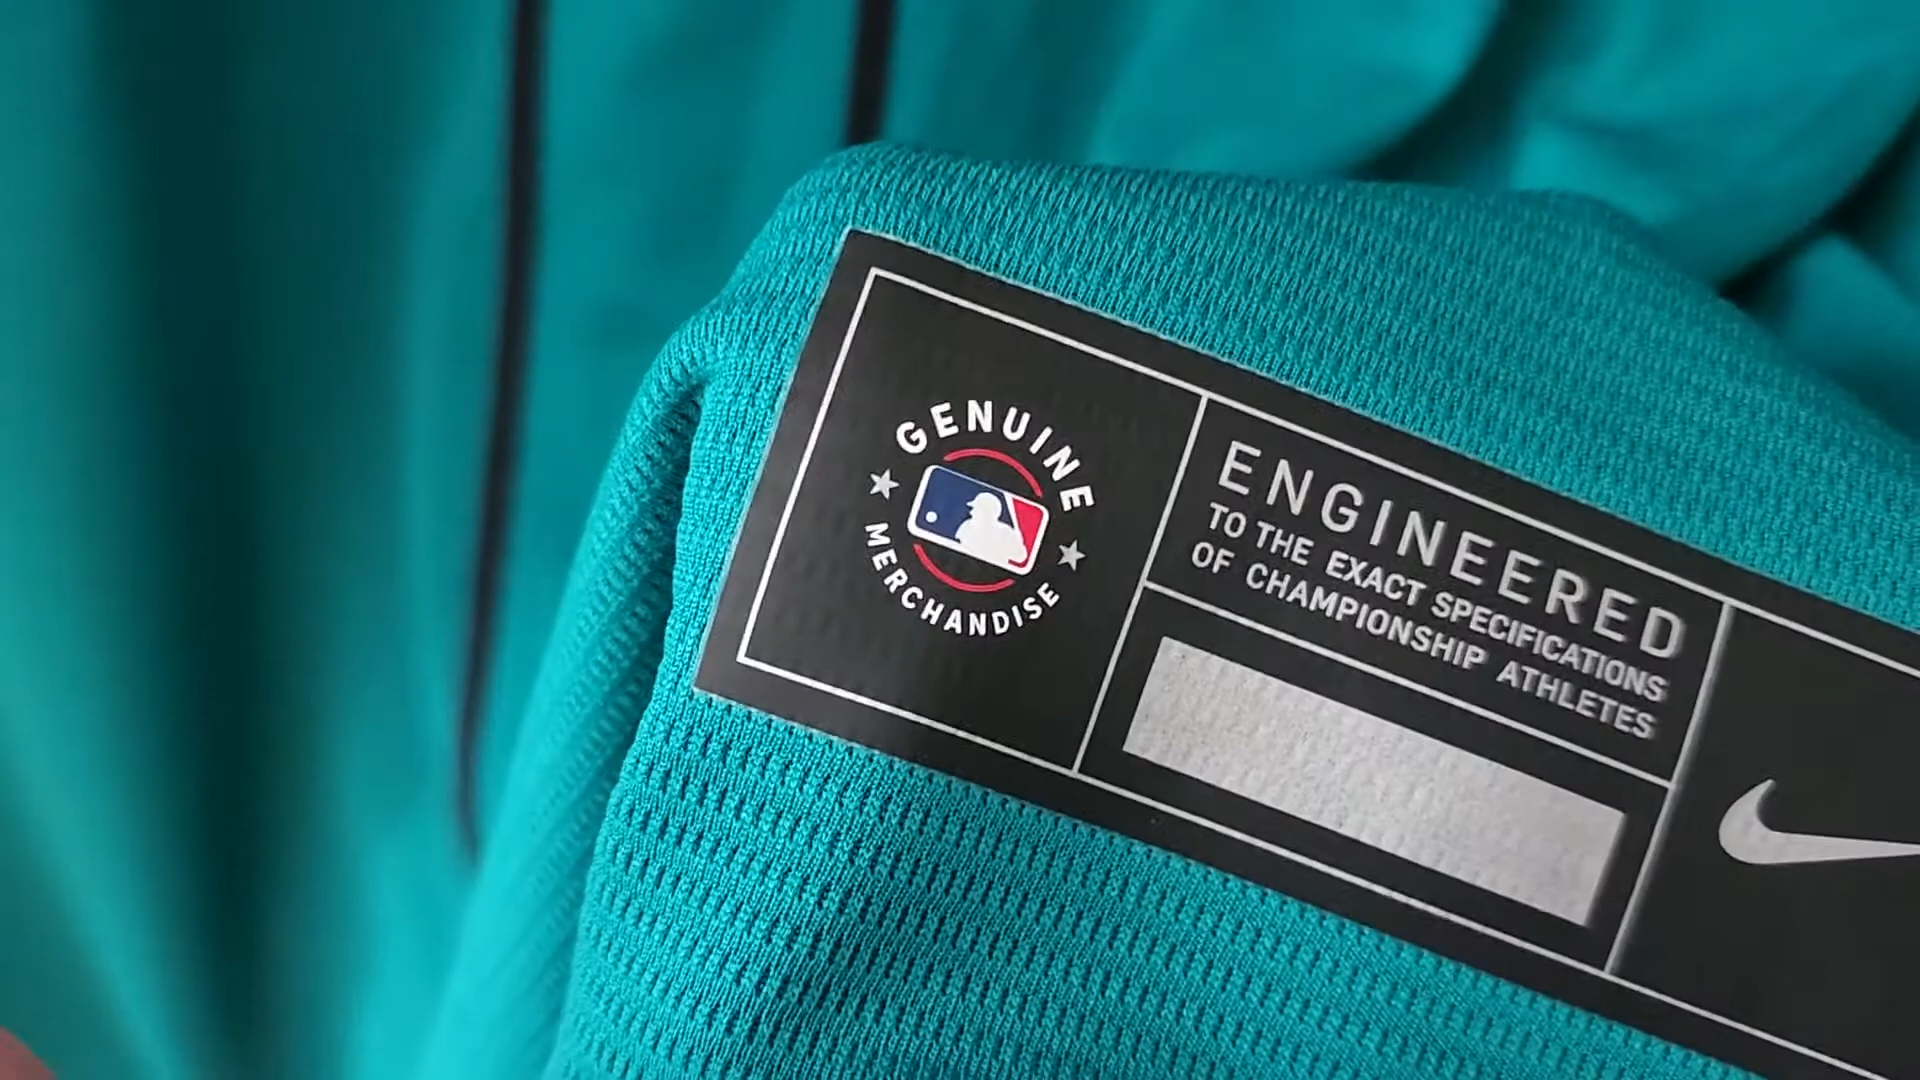 GENUINE
MERCHANDISE
ENGINEERED
TO THE EXACT SPECIFICATIONS
OF CHAMPIONSHIP ATHLETES